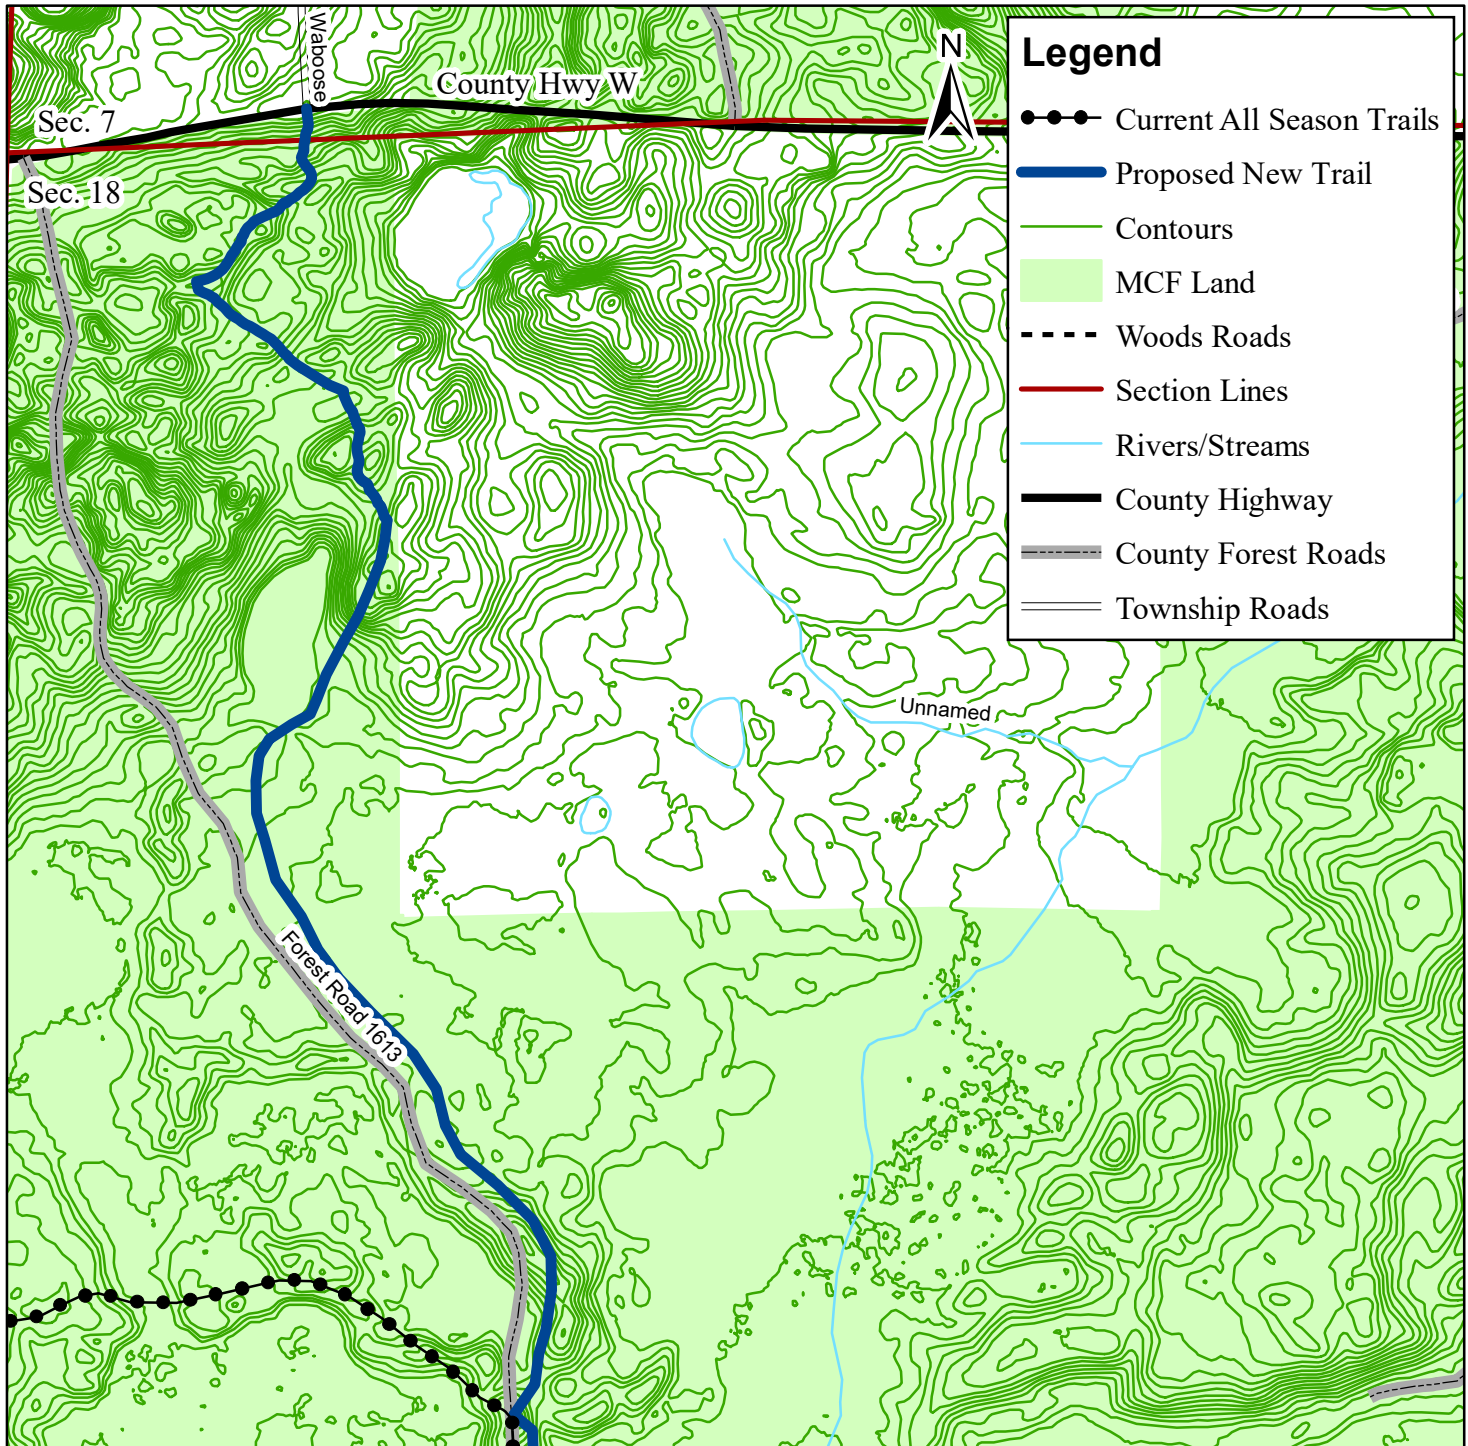 Waboose
County Hwy W
N
Sec. 7
Sec. 18
Legend
Current All Season Trails
Proposed New Trail
Contours
MCF Land
Woods Roads
Section Lines
Rivers/Streams
County Highway
County Forest Roads
Township Roads
Unnamed
Forest Road 1613